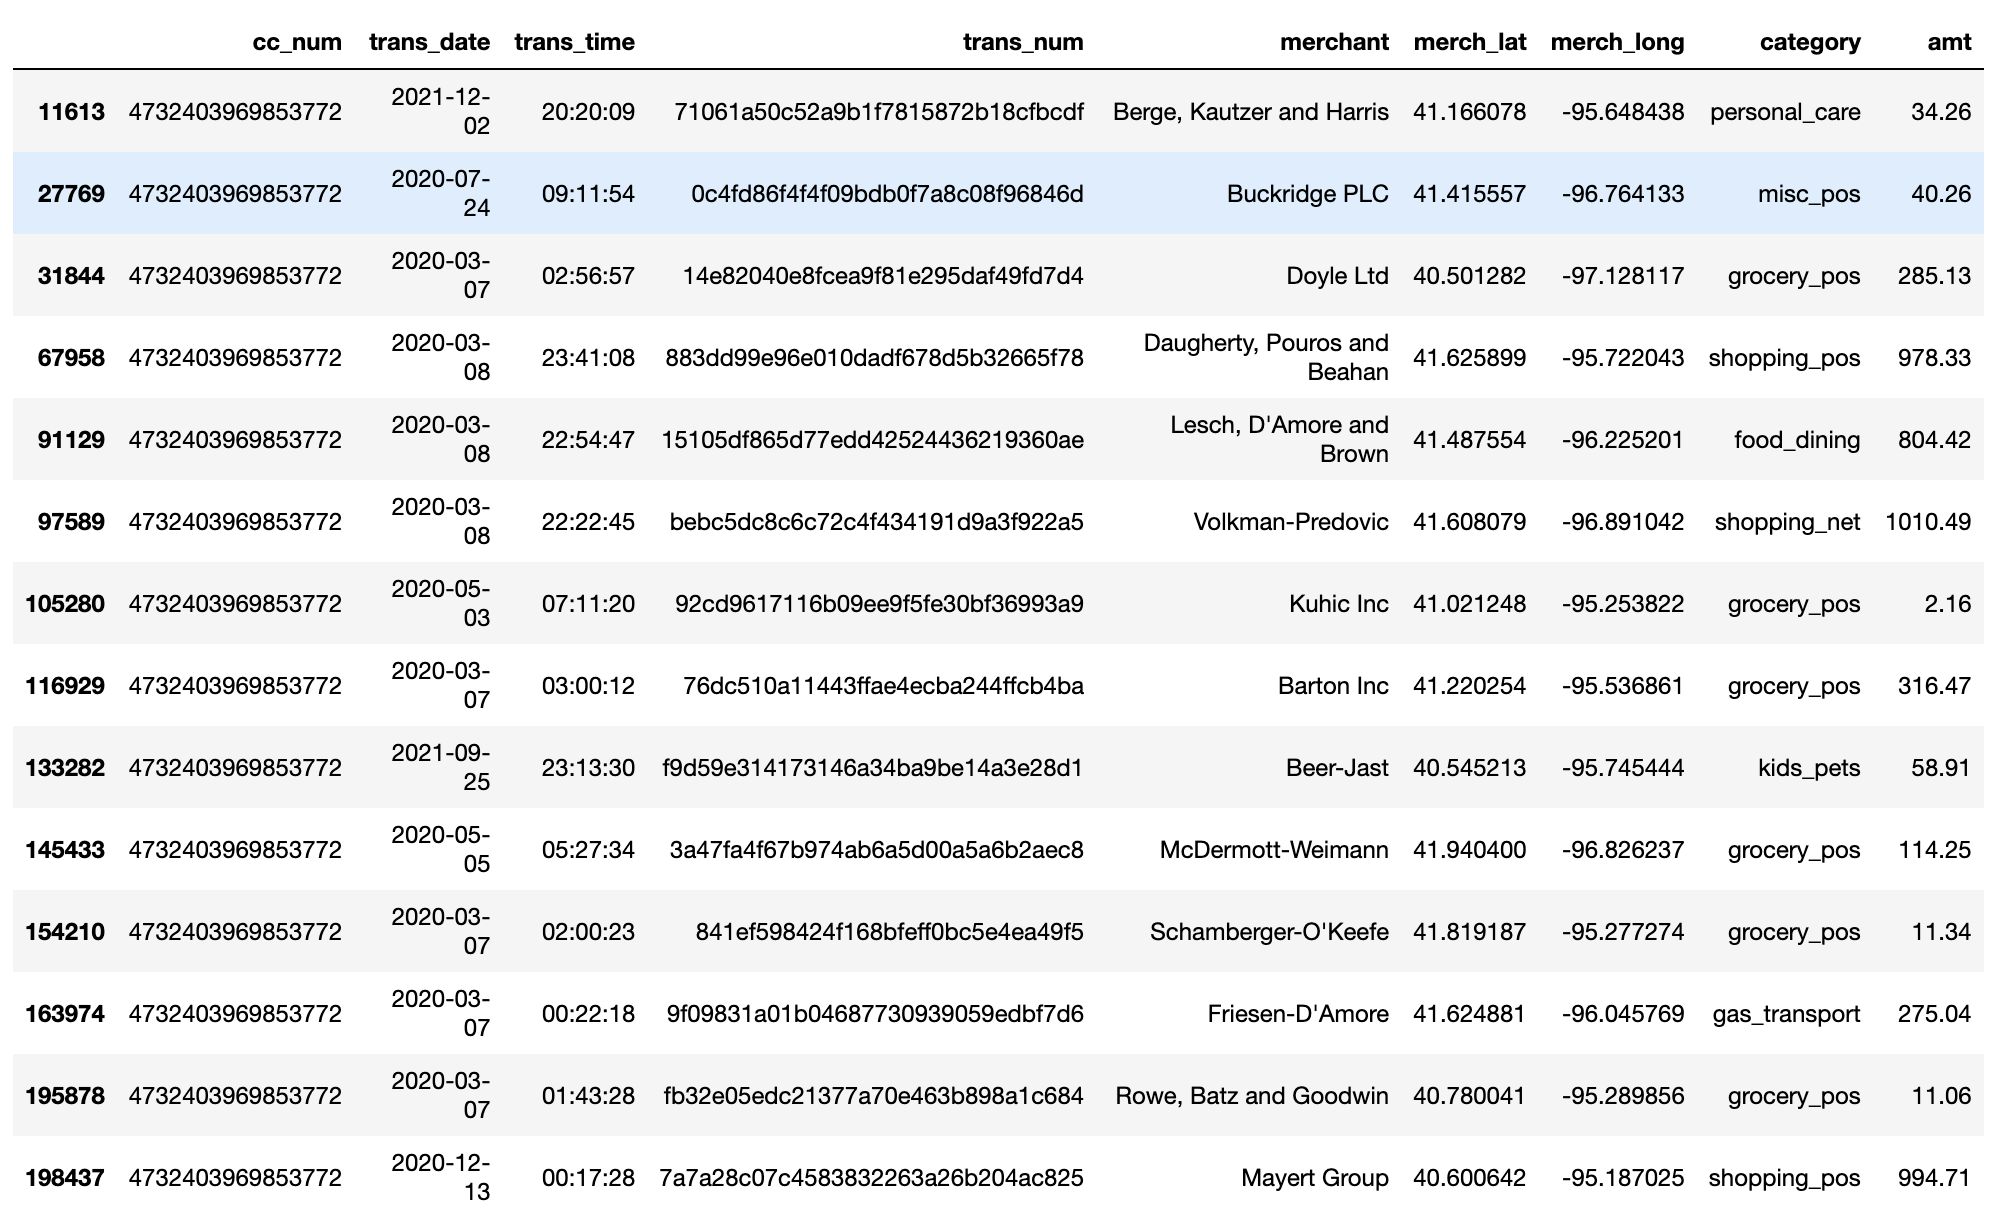 cc_num trans_date trans_time trans_num merchant merch_lat merch_long category amt
11613 4732403969853772 2021-12-02 20:20:09 71061a50c52a9b1f7815872b18cfbcdf Berge, Kautzer and Harris 41.166078 -95.648438 personal_care 34.26
27769 4732403969853772 2020-07-24 09:11:54 0c4fd86f4f4f09bdb0f7a8c08f96846d Buckridge PLC 41.415557 -96.764133 misc_pos 40.26
31844 4732403969853772 2020-03-07 02:56:57 14e82040e8fcea9f81e295daf49fd7d4 Doyle Ltd 40.501282 -97.128117 grocery_pos 285.13
67958 4732403969853772 2020-03-08 23:41:08 883dd99e96e010dadf678d5b32665f78 Daugherty, Pouros and Beahan 41.625899 -95.722043 shopping_pos 978.33
91129 4732403969853772 2020-03-08 22:54:47 15105df865d77edd42524436219360ae Lesch, D'Amore and Brown 41.487554 -96.225201 food_dining 804.42
97589 4732403969853772 2020-03-08 22:22:45 bebc5dc8c6c72c4f434191d9a3f922a5 Volkman-Predovic 41.608079 -96.891042 shopping_net 1010.49
105280 4732403969853772 2020-05-03 07:11:20 92cd9617116b09ee9f5fe30bf36993a9 Kuhic Inc 41.021248 -95.253822 grocery_pos 2.16
116929 4732403969853772 2020-03-07 03:00:12 76dc510a11443ffae4ecba244ffcb4ba Barton Inc 41.220254 -95.536861 grocery_pos 316.47
133282 4732403969853772 2021-09-25 23:13:30 f9d59e314173146a34ba9be14a3e28d1 Beer-Jast 40.545213 -95.745444 kids_pets 58.91
145433 4732403969853772 2020-05-05 05:27:34 3a47fa4f67b974ab6a5d00a5a6b2aec8 McDermott-Weimann 41.940400 -96.826237 grocery_pos 114.25
154210 4732403969853772 2020-03-07 02:00:23 841ef598424f168bfeff0bc5e4ea49f5 Schamberger-O'Keefe 41.819187 -95.277274 grocery_pos 11.34
163974 4732403969853772 2020-03-07 00:22:18 9f09831a01b04687730939059edbf7d6 Friesen-D'Amore 41.624881 -96.045769 gas_transport 275.04
195878 4732403969853772 2020-03-07 01:43:28 fb32e05edc21377a70e463b898a1c684 Rowe, Batz and Goodwin 40.780041 -95.289856 grocery_pos 11.06
198437 4732403969853772 2020-12-13 00:17:28 7a7a28c07c4583832263a26b204ac825 Mayert Group 40.600642 -95.187025 shopping_pos 994.71